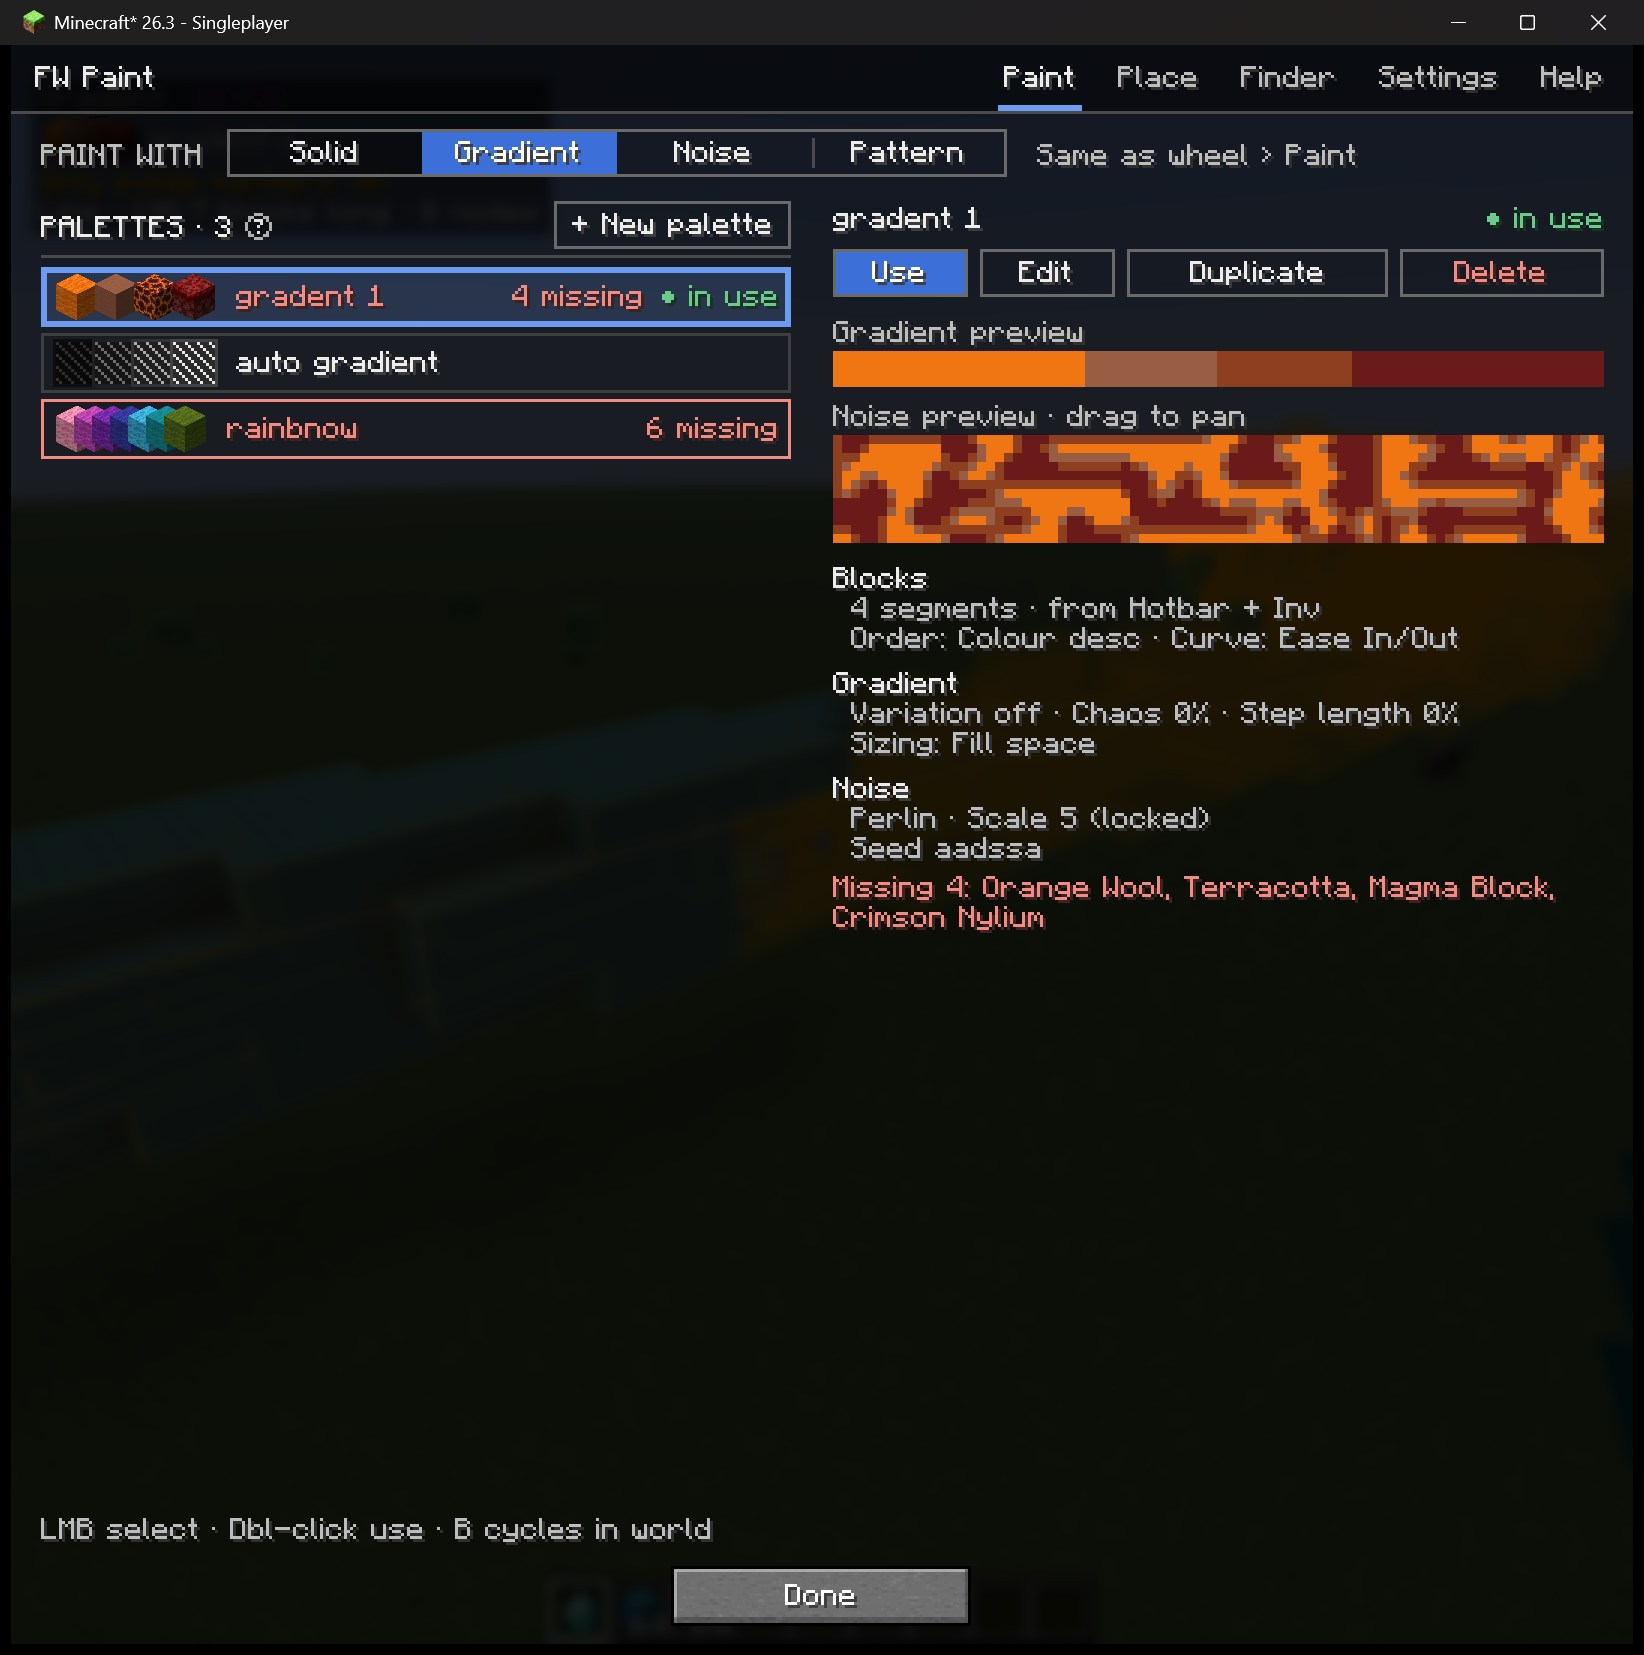 Minecraft* 26.3 - Singleplayer
FW Paint
Paint Place Finder Settings Help
PAINT WITH Solid Gradient Noise Pattern Same as wheel > Paint
PALETTES · 3 ? + New palette
gradent 1 4 missing • in use
auto gradient
rainbnow 6 missing
gradent 1 • in use
Use Edit Duplicate Delete
Gradient preview
Noise preview · drag to pan
Blocks
4 segments · from Hotbar + Inv
Order: Colour desc · Curve: Ease In/Out
Gradient
Variation off · Chaos 0% · Step length 0%
Sizing: Fill space
Noise
Perlin · Scale 5 (locked)
Seed aadssa
Missing 4: Orange Wool, Terracotta, Magma Block,
Crimson Nylium
LMB select · Dbl-click use · B cycles in world
Done